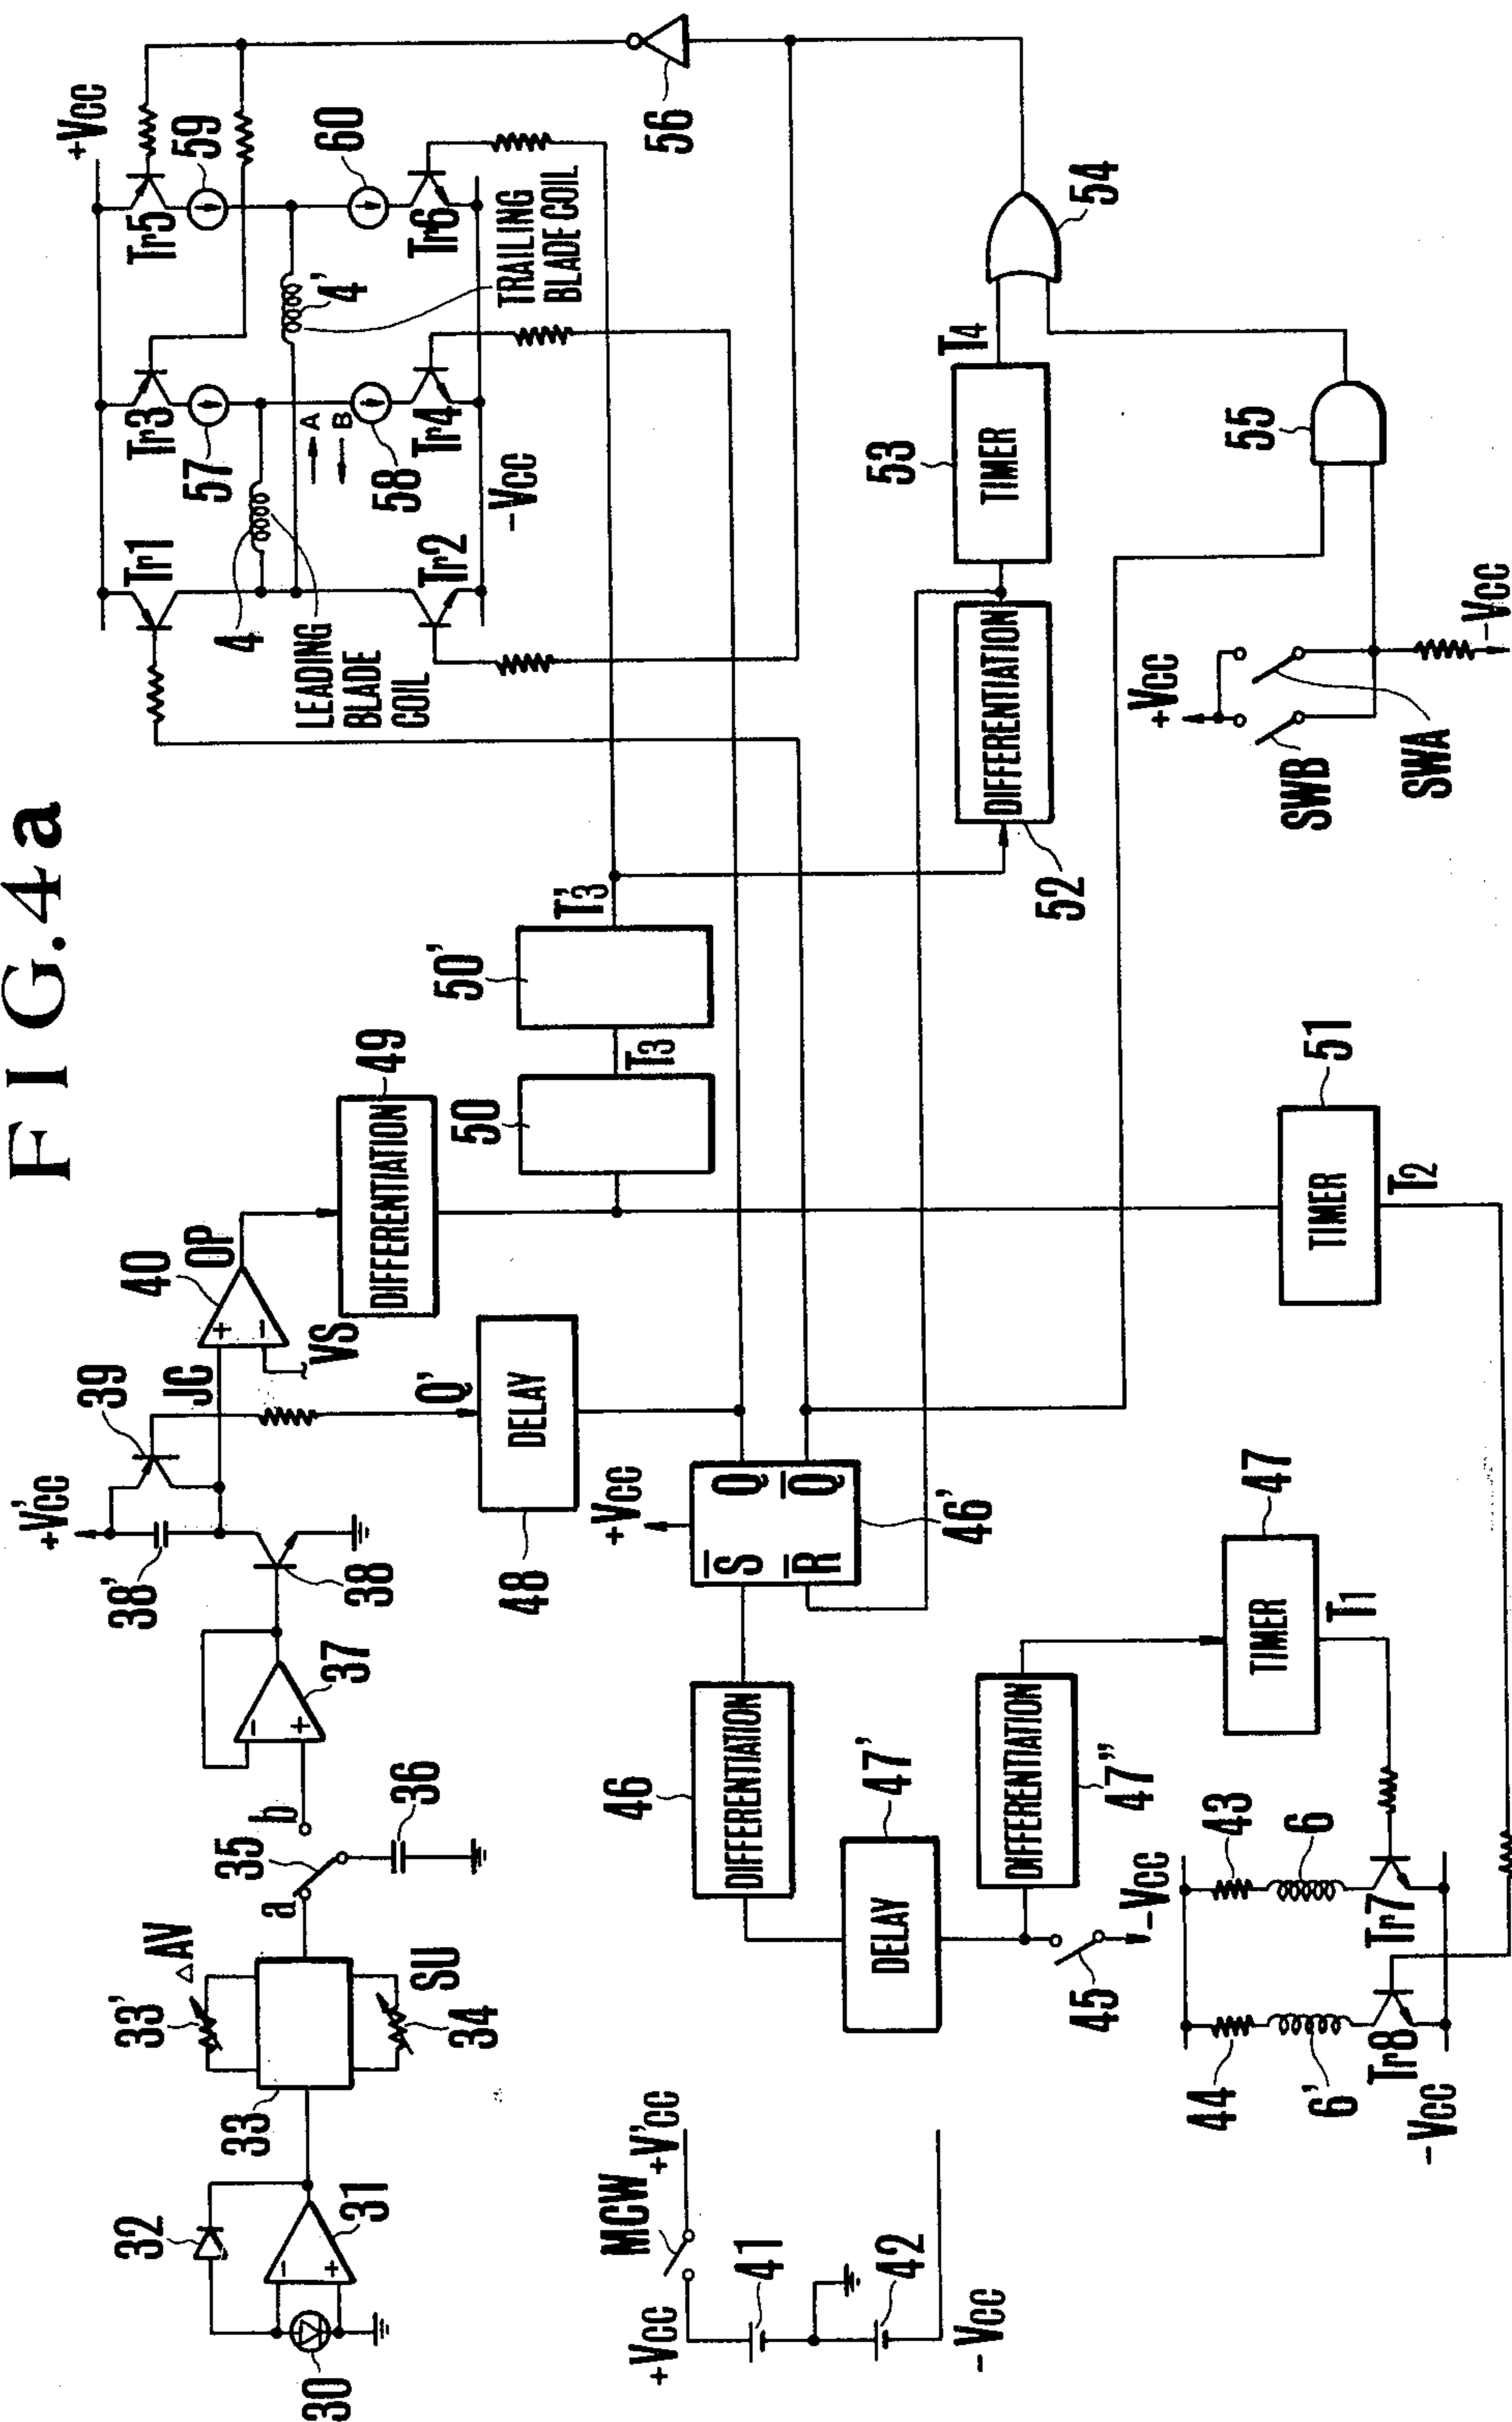 FIG.4a
30
31
32
33
33'
△AV
34
SU
a
35
b
36
37
38
38'
+V'CC
39
JC
40
OP
VS
DIFFERENTIATION
49
Q'
DELAY
48
50
T3
50'
T'3
+VCC
S̅
R̅
Q
Q̅
46'
DIFFERENTIATION
46
DELAY
47'
DIFFERENTIATION
47"
45
-VCC
TIMER
47
T1
43
6
Tr7
44
6'
Tr8
-VCC
+VCC
MCW
+V'CC
41
42
-VCC
TIMER
51
T2
DIFFERENTIATION
52
TIMER
53
T4
54
55
+VCC
SWB
SWA
-VCC
56
+VCC
Tr1
Tr2
Tr3
57
Tr4
58
Tr5
59
Tr6
60
A
B
-VCC
4
LEADING
BLADE
COIL
4'
TRAILING
BLADE COIL